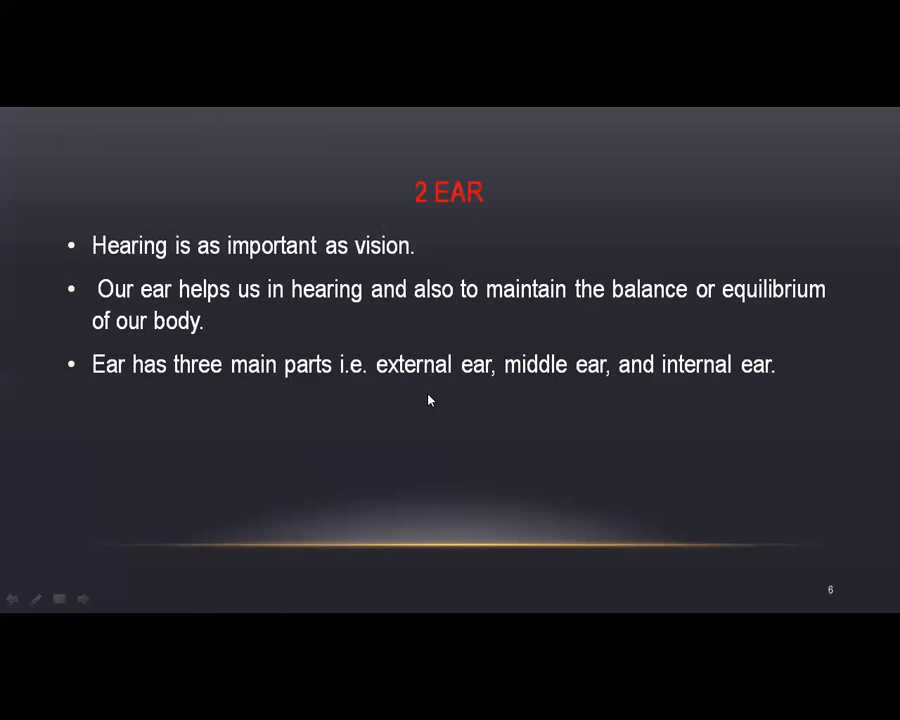 2 EAR
• Hearing is as important as vision.
• Our ear helps us in hearing and also to maintain the balance or equilibrium
of our body.
• Ear has three main parts i.e. external ear, middle ear, and internal ear.
6